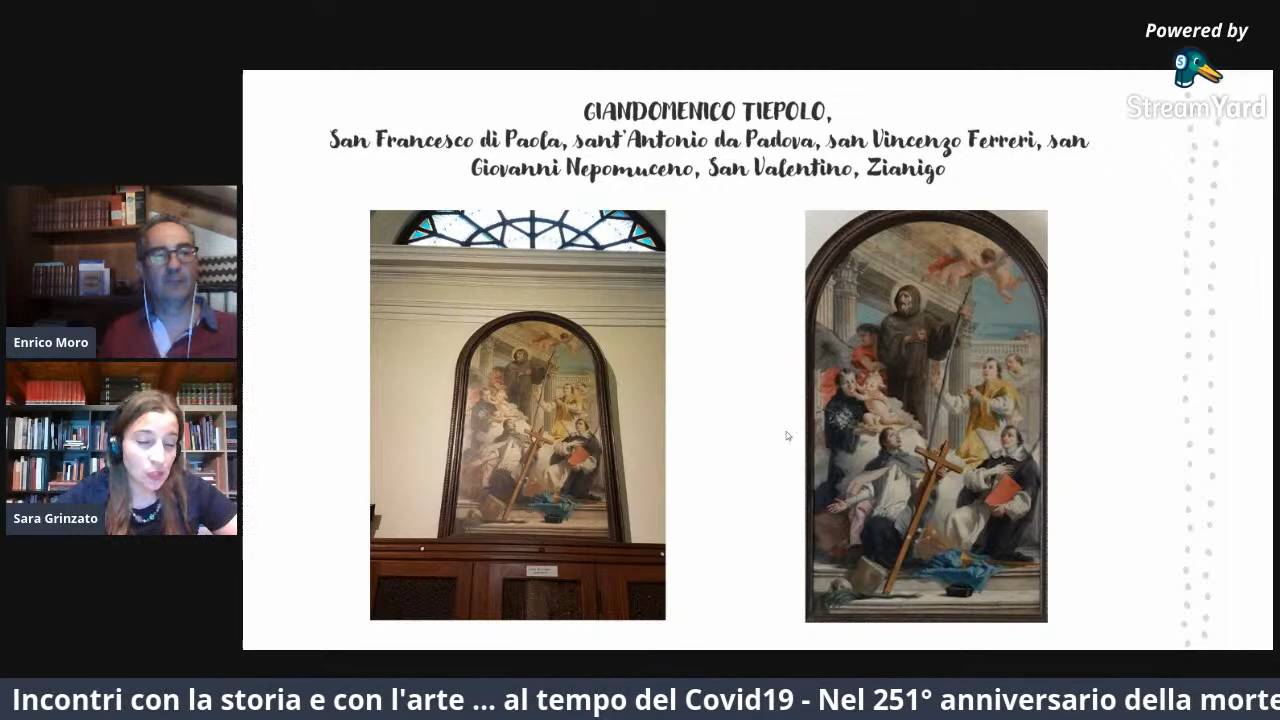 Powered by
StreamYard
GIANDOMENICO TIEPOLO,
San Francesco di Paola, sant'Antonio da Padova, san Vincenzo Ferreri, san
Giovanni Nepomuceno, San Valentino, Zianigo
Enrico Moro
Sara Grinzato
Incontri con la storia e con l'arte ... al tempo del Covid19 - Nel 251° anniversario della morte